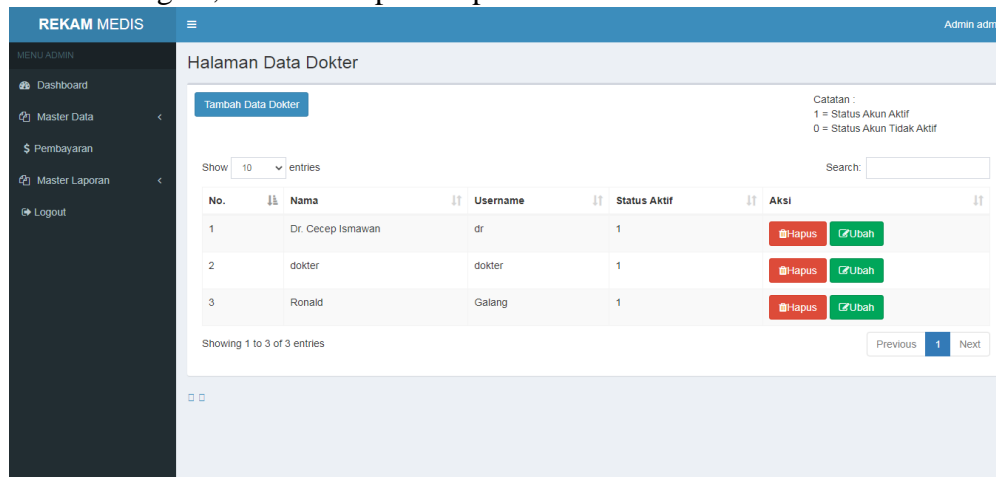 REKAM MEDIS
Admin adm
MENU ADMIN
Dashboard
Master Data
Pembayaran
Master Laporan
Logout
Halaman Data Dokter
Tambah Data Dokter
Catatan :
1 = Status Akun Aktif
0 = Status Akun Tidak Aktif
Show 10 entries
Search:
No. Nama Username Status Aktif Aksi
1 Dr. Cecep Ismawan dr 1 Hapus Ubah
2 dokter dokter 1 Hapus Ubah
3 Ronald Galang 1 Hapus Ubah
Showing 1 to 3 of 3 entries
Previous 1 Next